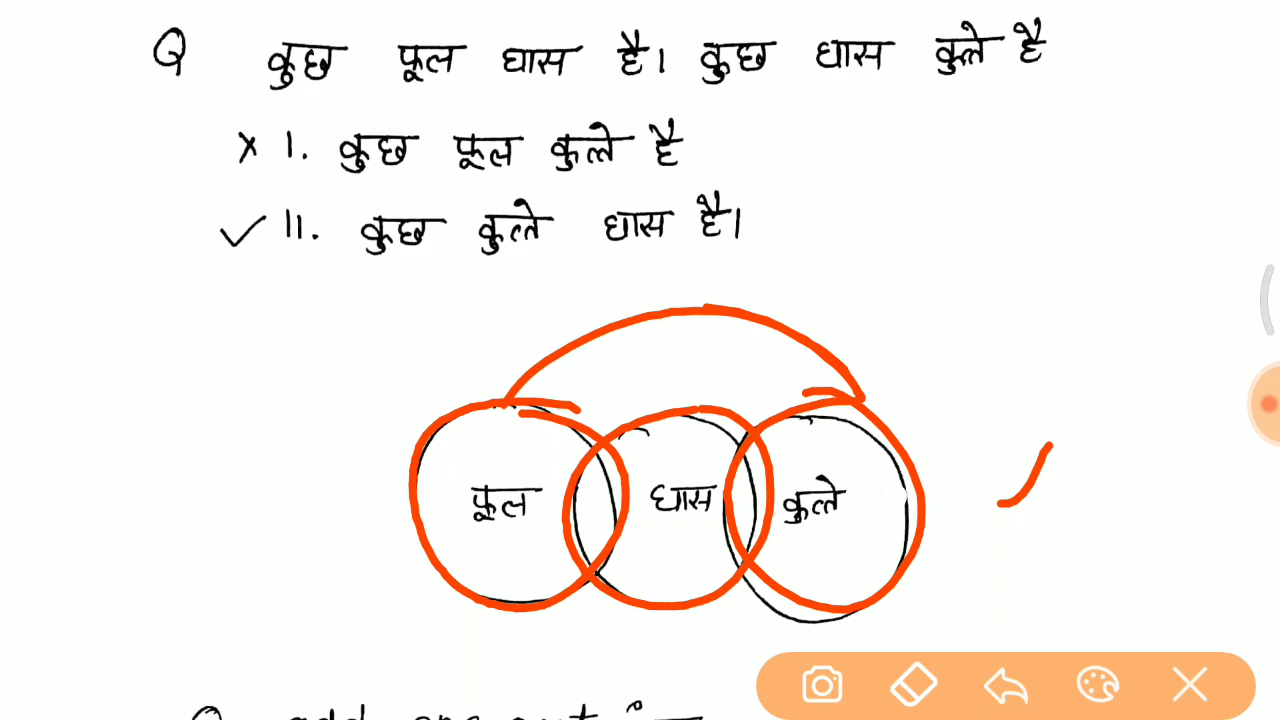 Q कुछ फूल घास है। कुछ घास कुत्ते है
x I. कुछ फूल कुत्ते है
✓ II. कुछ कुत्ते घास है।
फूल घास कुत्ते